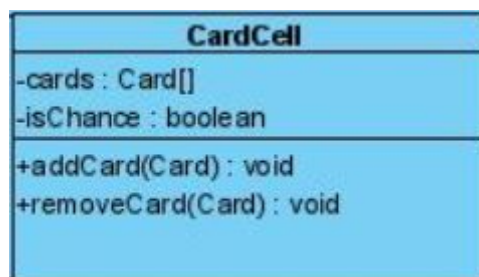 CardCell
-cards : Card[]
-isChance : boolean
+addCard(Card) : void
+removeCard(Card) : void